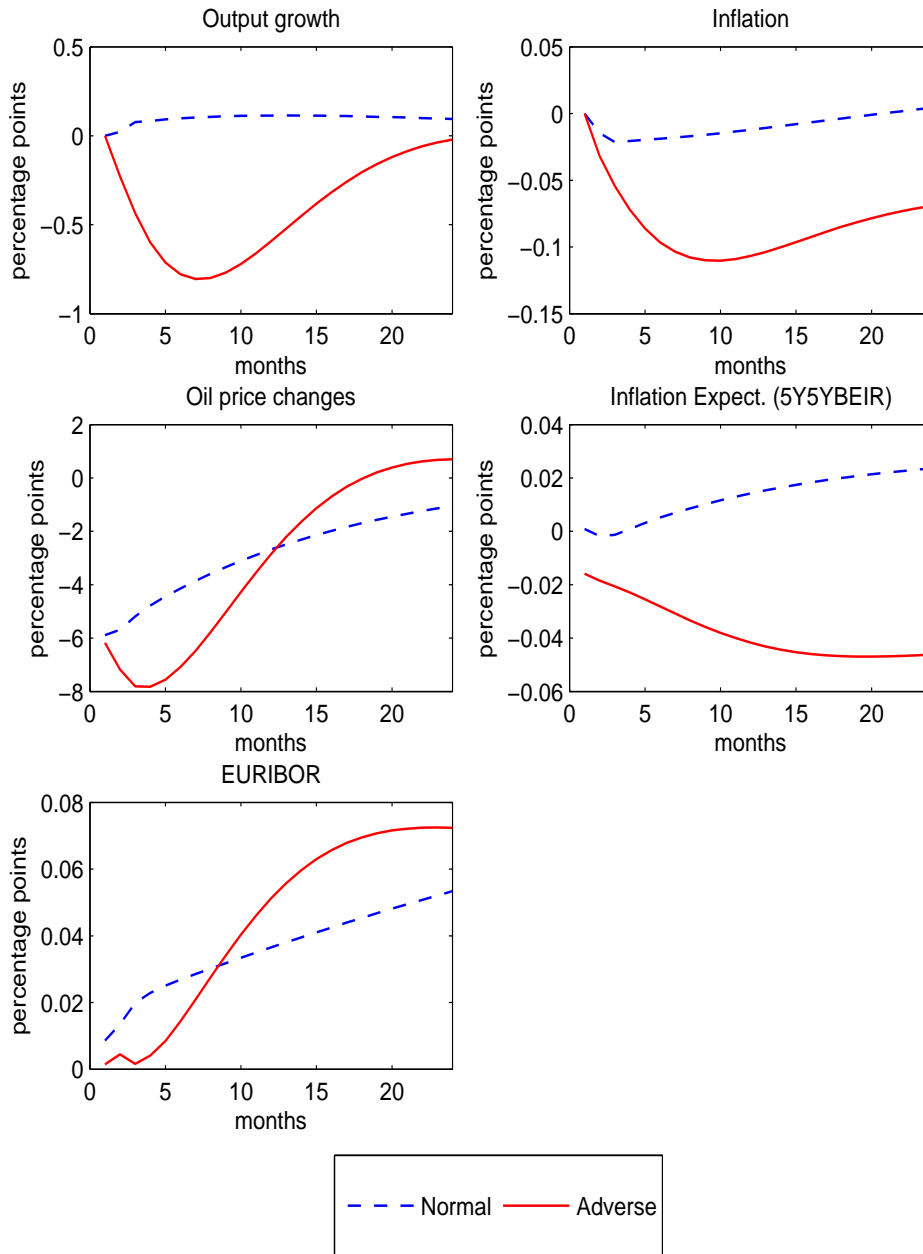 Output growth
percentage points
0.5
0
−0.5
−1
0 5 10 15 20
months
Inflation
percentage points
0.05
0
−0.05
−0.1
−0.15
0 5 10 15 20
months
Oil price changes
percentage points
2
0
−2
−4
−6
−8
0 5 10 15 20
months
Inflation Expect. (5Y5YBEIR)
percentage points
0.04
0.02
0
−0.02
−0.04
−0.06
0 5 10 15 20
months
EURIBOR
percentage points
0.08
0.06
0.04
0.02
0
0 5 10 15 20
months
Normal Adverse